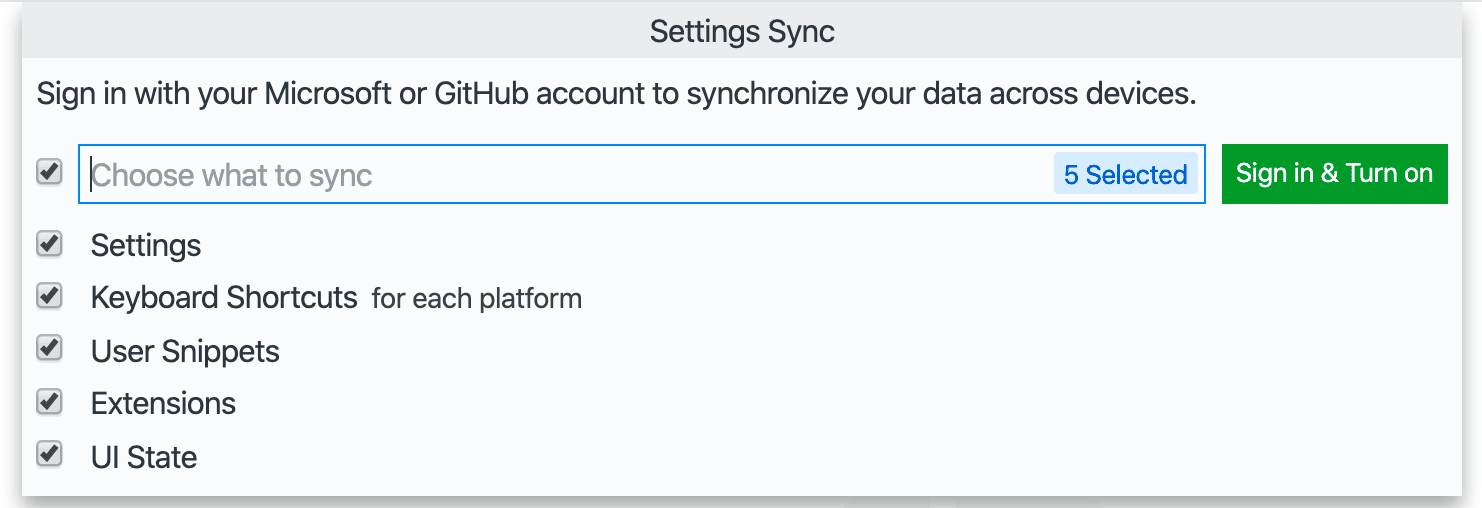 Settings Sync
Sign in with your Microsoft or GitHub account to synchronize your data across devices.
Choose what to sync 5 Selected Sign in & Turn on
Settings
Keyboard Shortcuts for each platform
User Snippets
Extensions
UI State